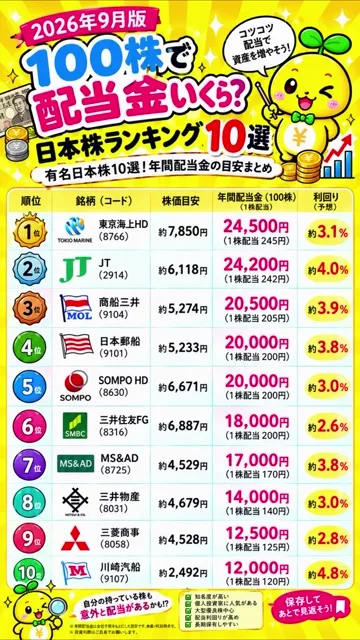 2026年9月版
100株で
配当金いくら?
日本株ランキング10選
有名日本株10選!年間配当金の目安まとめ
コツコツ
配当で
資産を増やそう!
順位 銘柄(コード) 株価目安 年間配当金(100株)
(1株配当) 利回り
(予想)
1位 TOKIO MARINE 東京海上HD
(8766) 約7,850円 24,500円
(1株配当 245円) 約3.1%
2位 JT JT
(2914) 約6,118円 24,200円
(1株配当 242円) 約4.0%
3位 MOL 商船三井
(9104) 約5,274円 20,500円
(1株配当 205円) 約3.9%
4位 日本郵船
(9101) 約5,233円 20,000円
(1株配当 200円) 約3.8%
5位 SOMPO SOMPO HD
(8630) 約6,671円 20,000円
(1株配当 200円) 約3.0%
6位 SMBC 三井住友FG
(8316) 約6,887円 18,000円
(1株配当 200円) 約2.6%
7位 MS&AD MS&AD
(8725) 約4,529円 17,000円
(1株配当 170円) 約3.8%
8位 MITSUI & CO. 三井物産
(8031) 約4,679円 14,000円
(1株配当 140円) 約3.0%
9位 三菱商事
(8058) 約4,528円 12,500円
(1株配当 125円) 約2.8%
10位 川崎汽船
(9107) 約2,492円 12,000円
(1株配当 120円) 約4.8%
自分の持っている株も
意外と配当があるかも!?
知名度が高い
個人投資家に人気がある
大型優良株中心
配当利回りが高め
長期保有しやすい
保存して
あとで見返そう!